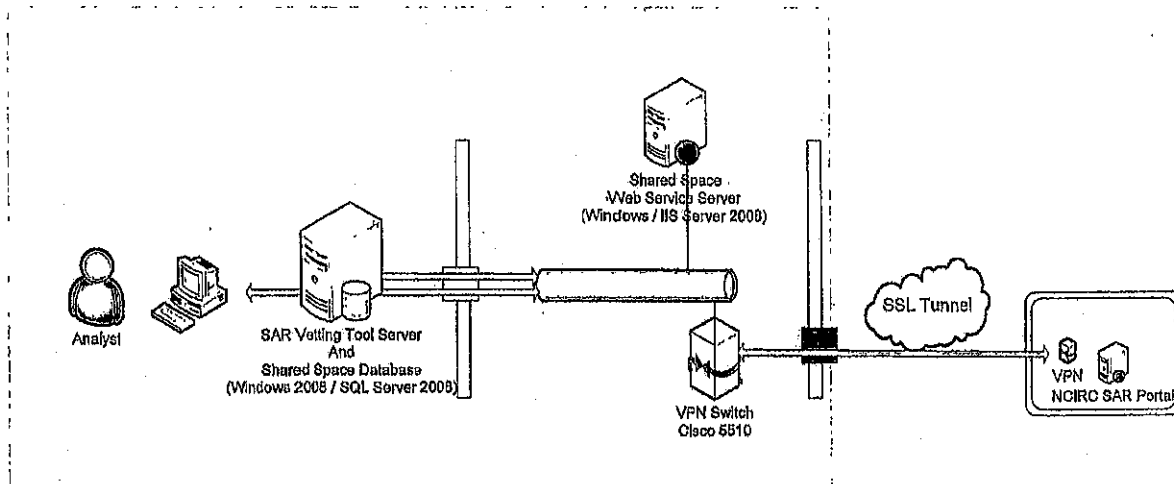 Shared Space
Web Service Server
(Windows / IIS Server 2008)
SSL Tunnel
Analyst
SAR Vetting Tool Server
And
Shared Space Database
(Windows 2008 / SQL Server 2008)
VPN Switch
Cisco 5510
VPN
NCIRC SAR Portal